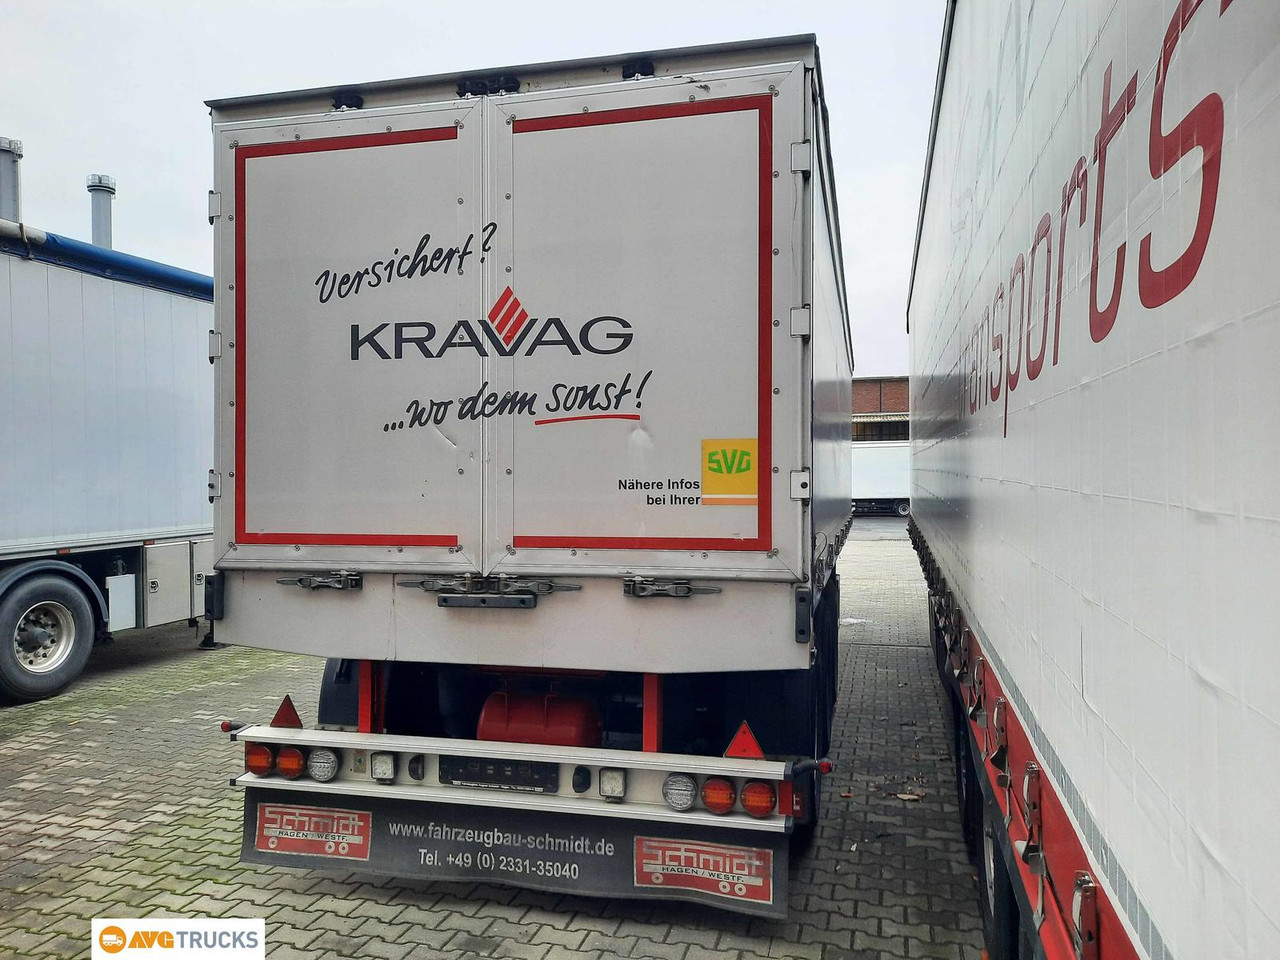 versichert?
KRAVAG
...wo denn sonst!
SVG
Nähere Infos
bei Ihrer
ransports
www.fahrzeugbau-schmidt.de
Tel. +49 (0) 2331-35040
Schmidt
HAGEN / WESTF.
Schmidt
HAGEN / WESTF.
AVG TRUCKS